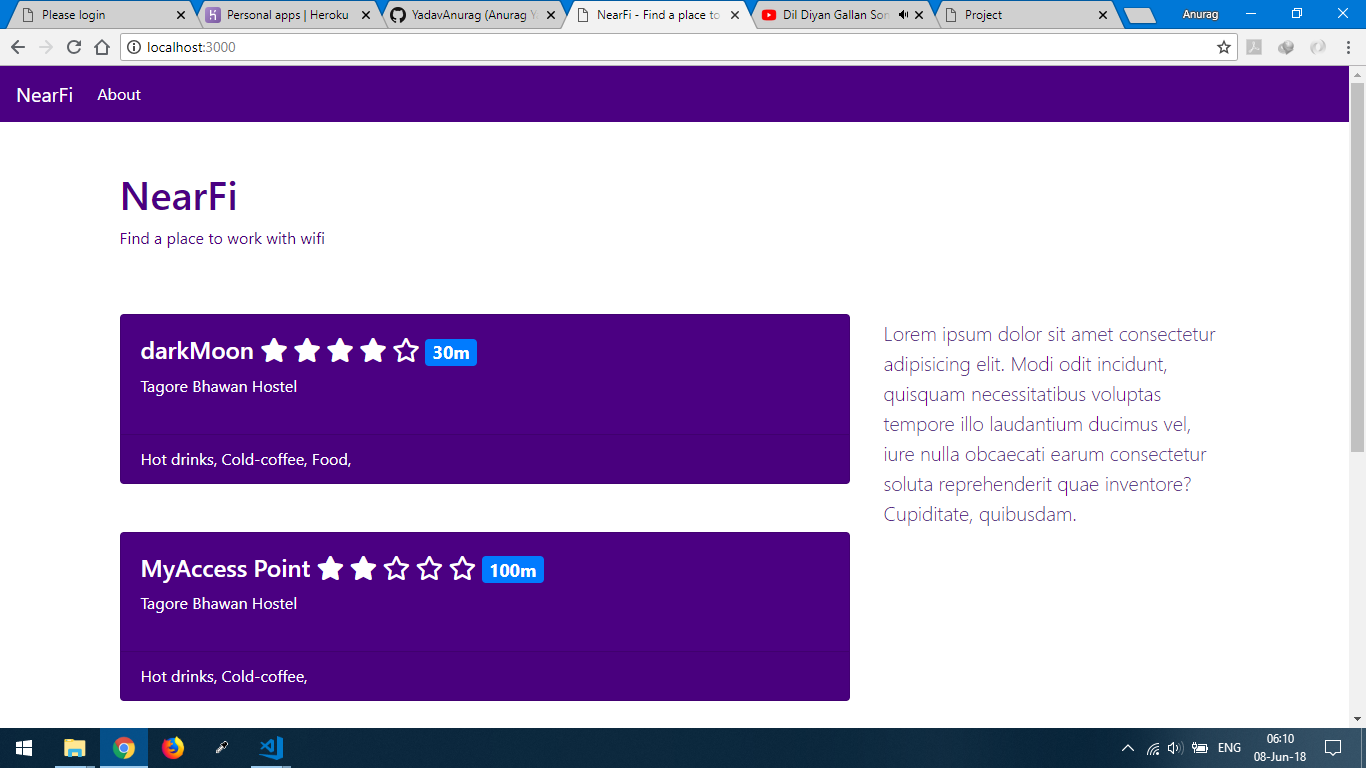 Please login
Personal apps | Heroku
YadavAnurag (Anurag Y
NearFi - Find a place to
Dil Diyan Gallan Son
Project
Anurag
localhost:3000
NearFi About
NearFi
Find a place to work with wifi
darkMoon 30m
Tagore Bhawan Hostel
Hot drinks, Cold-coffee, Food,
Lorem ipsum dolor sit amet consectetur
adipisicing elit. Modi odit incidunt,
quisquam necessitatibus voluptas
tempore illo laudantium ducimus vel,
iure nulla obcaecati earum consectetur
soluta reprehenderit quae inventore?
Cupiditate, quibusdam.
MyAccess Point 100m
Tagore Bhawan Hostel
Hot drinks, Cold-coffee,
ENG
06:10
08-Jun-18